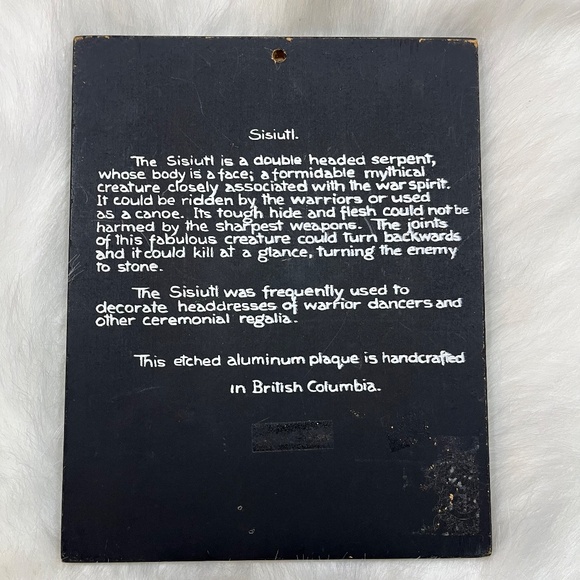 Sisiutl.
The Sisiutl is a double headed serpent,
whose body is a face; a formidable mythical
creature closely associated with the war spirit.
It could be ridden by the warriors or used
as a canoe. Its tough hide and flesh could not be
harmed by the sharpest weapons. The joints
of this fabulous creature could turn backwards
and it could kill at a glance, turning the enemy
to stone.
The Sisiutl was frequently used to
decorate headdresses of warrior dancers and
other ceremonial regalia.
This etched aluminum plaque is handcrafted
in British Columbia.